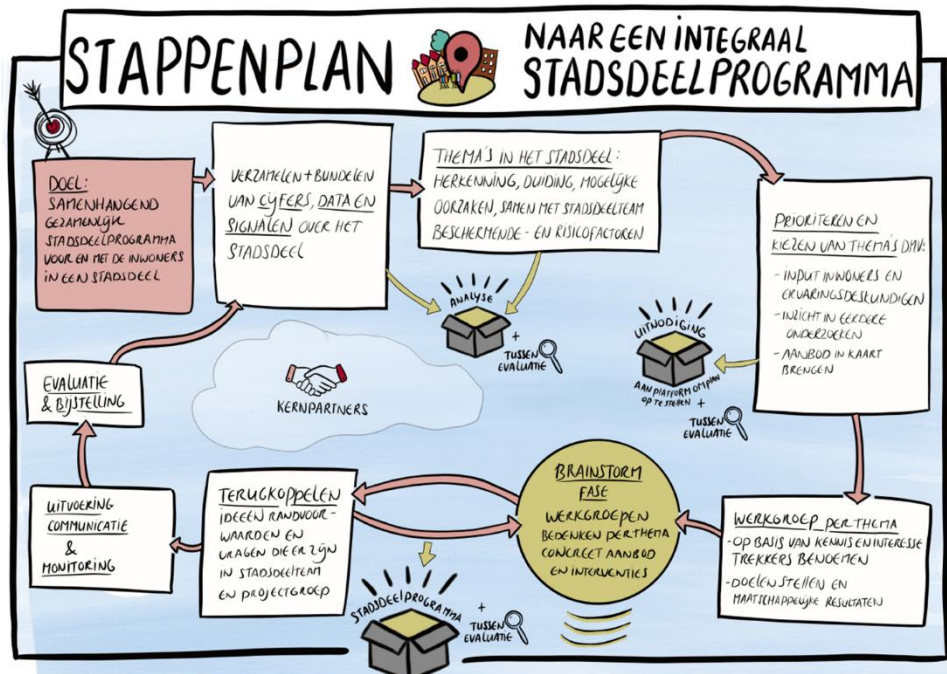 STAPPENPLAN
NAAR EEN INTEGRAAL
STADSDEELPROGRAMMA
DOEL:
SAMENHANGEND
GEZAMENLIJK
STADSDEELPROGRAMMA
VOOR EN MET DE INWONERS
IN EEN STADSDEEL
VERZAMELEN + BUNDELEN
VAN CIJFERS, DATA EN
SIGNALEN OVER HET
STADSDEEL
THEMA'S IN HET STADSDEEL:
HERKENNING, DUIDING, MOGELIJKE
OORZAKEN, SAMEN MET STADSDEELTEAM
BESCHERMENDE - EN RISICOFACTOREN
ANALYSE
+
TUSSEN
EVALUATIE
PRIORITEREN EN
KIEZEN VAN THEMA'S DMV:
- INPUT INWONERS EN
ERVARINGSDESKUNDIGEN
- INZICHT IN EERDERE
ONDERZOEKEN
- AANBOD IN KAART
BRENGEN
UITNODIGING
AAN PLATFORM OM PLAN
OP TE STELLEN +
TUSSEN
EVALUATIE
WERKGROEP PER THEMA
- OP BASIS VAN KENNIS EN INTERESSE
TREKKERS BENOEMEN
- DOELEN STELLEN EN
MAATSCHAPPELIJKE RESULTATEN
BRAINSTORM
FASE
WERKGROEPEN
BEDENKEN PER THEMA
CONCREET AANBOD
EN INTERVENTIES
TERUGKOPPELEN
IDEEËN RANDVOOR-
WAARDEN EN
VRAGEN DIE ER ZIJN
IN STADSDEELTEAM
EN PROJECTGROEP
STADSDEELPROGRAMMA
+
TUSSEN
EVALUATIE
UITVOERING
COMMUNICATIE
&
MONITORING
EVALUATIE
& BIJSTELLING
KERNPARTNERS